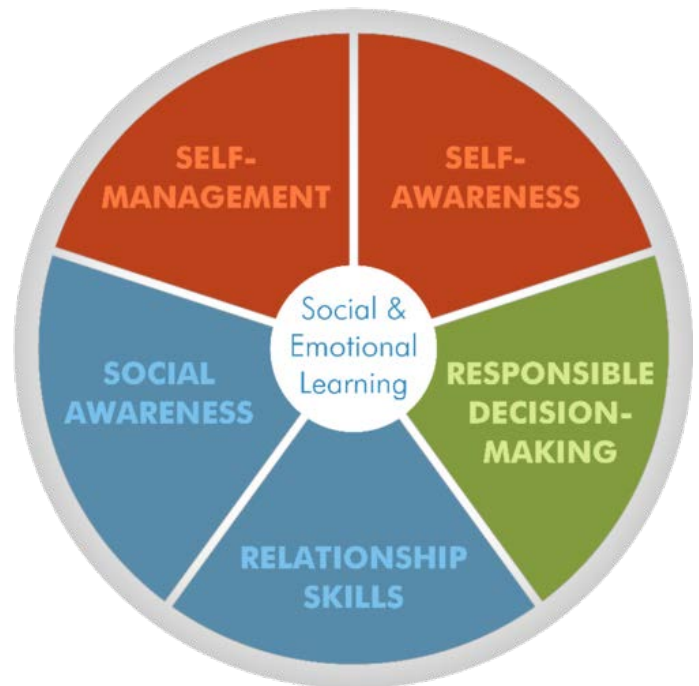 SELF-
MANAGEMENT
SELF-
AWARENESS
Social &
Emotional
Learning
SOCIAL
AWARENESS
RESPONSIBLE
DECISION-
MAKING
RELATIONSHIP
SKILLS